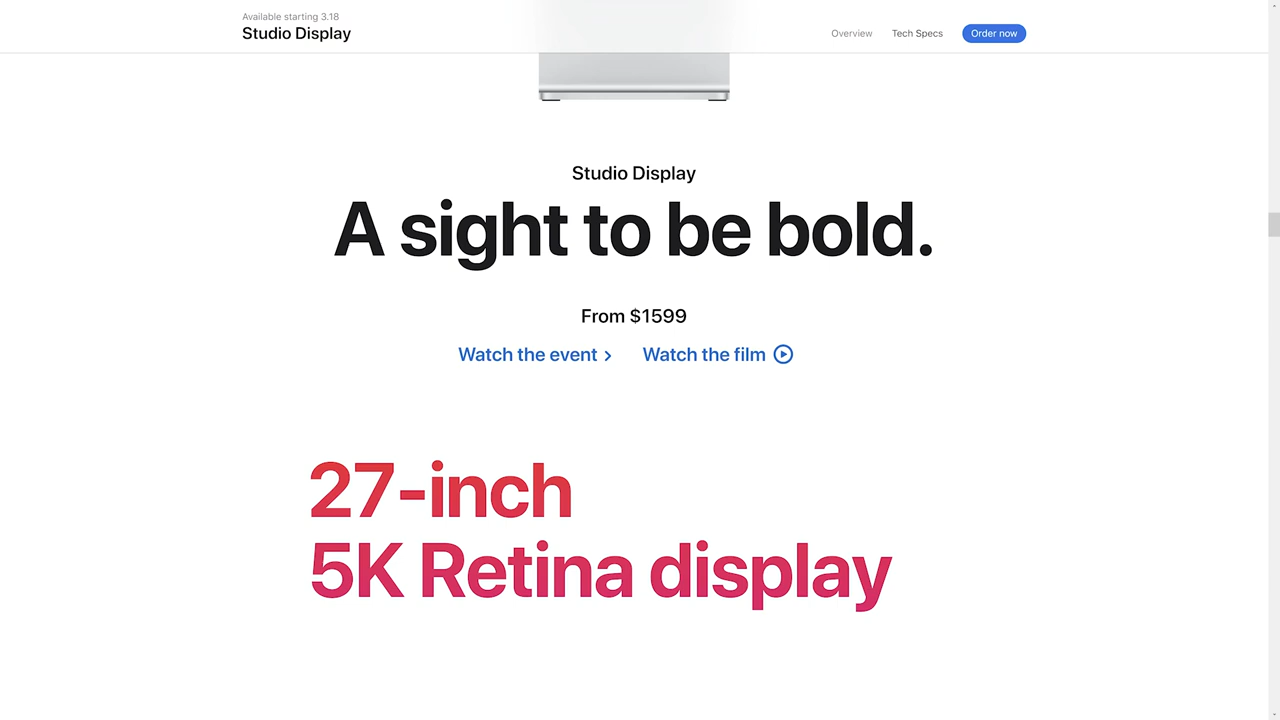 Available starting 3.18
Studio Display
Overview
Tech Specs
Order now
Studio Display
A sight to be bold.
From $1599
Watch the event
Watch the film
27-inch
5K Retina display